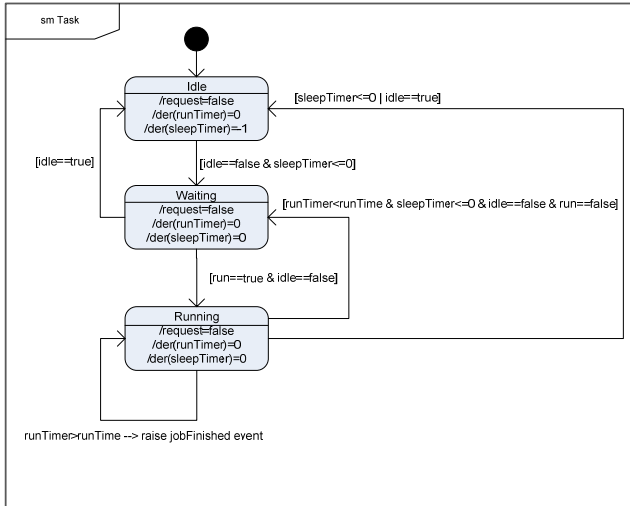 sm Task
Idle
/request=false
/der(runTimer)=0
/der(sleepTimer)=-1
[sleepTimer<=0 | idle==true]
[idle==true]
[idle==false & sleepTimer<=0]
Waiting
/request=false
/der(runTimer)=0
/der(sleepTimer)=0
[runTimer<runTime & sleepTimer<=0 & idle==false & run==false]
[run==true & idle==false]
Running
/request=false
/der(runTimer)=0
/der(sleepTimer)=0
runTimer>runTime --> raise jobFinished event